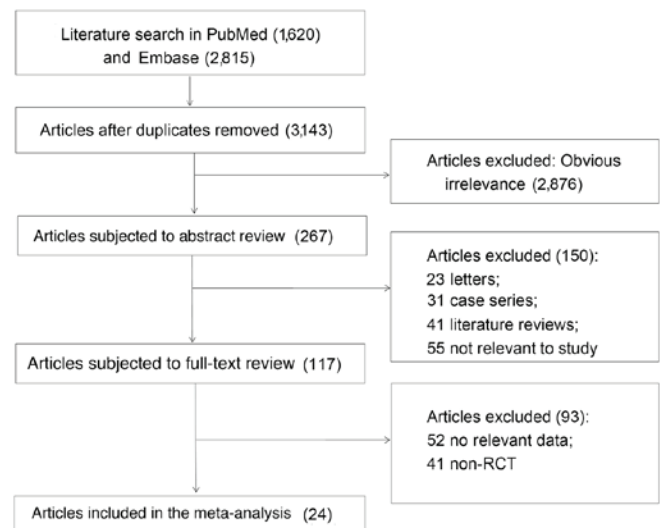 Literature search in PubMed (1,620)
and Embase (2,815)
Articles after duplicates removed (3,143)
Articles excluded: Obvious
irrelevance (2,876)
Articles subjected to abstract review (267)
Articles excluded (150):
23 letters;
31 case series;
41 literature reviews;
55 not relevant to study
Articles subjected to full-text review (117)
Articles excluded (93):
52 no relevant data;
41 non-RCT
Articles included in the meta-analysis (24)